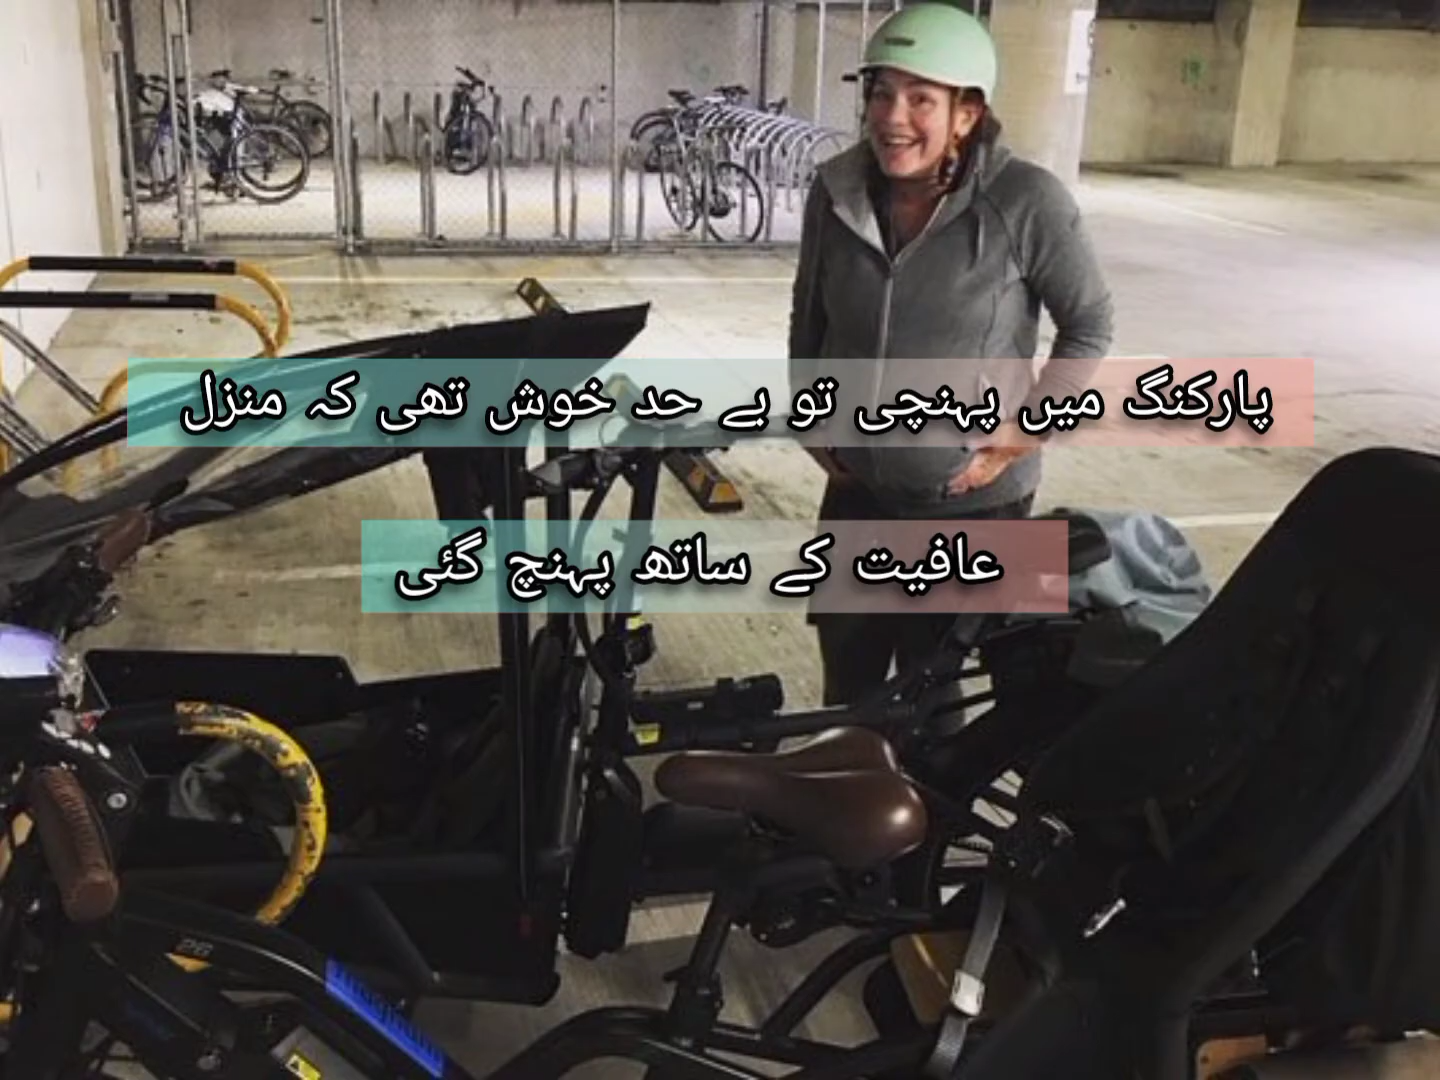 پارکنگ میں پہنچی تو بے حد خوش تھی کہ منزل
عافیت کے ساتھ پہنچ گئی